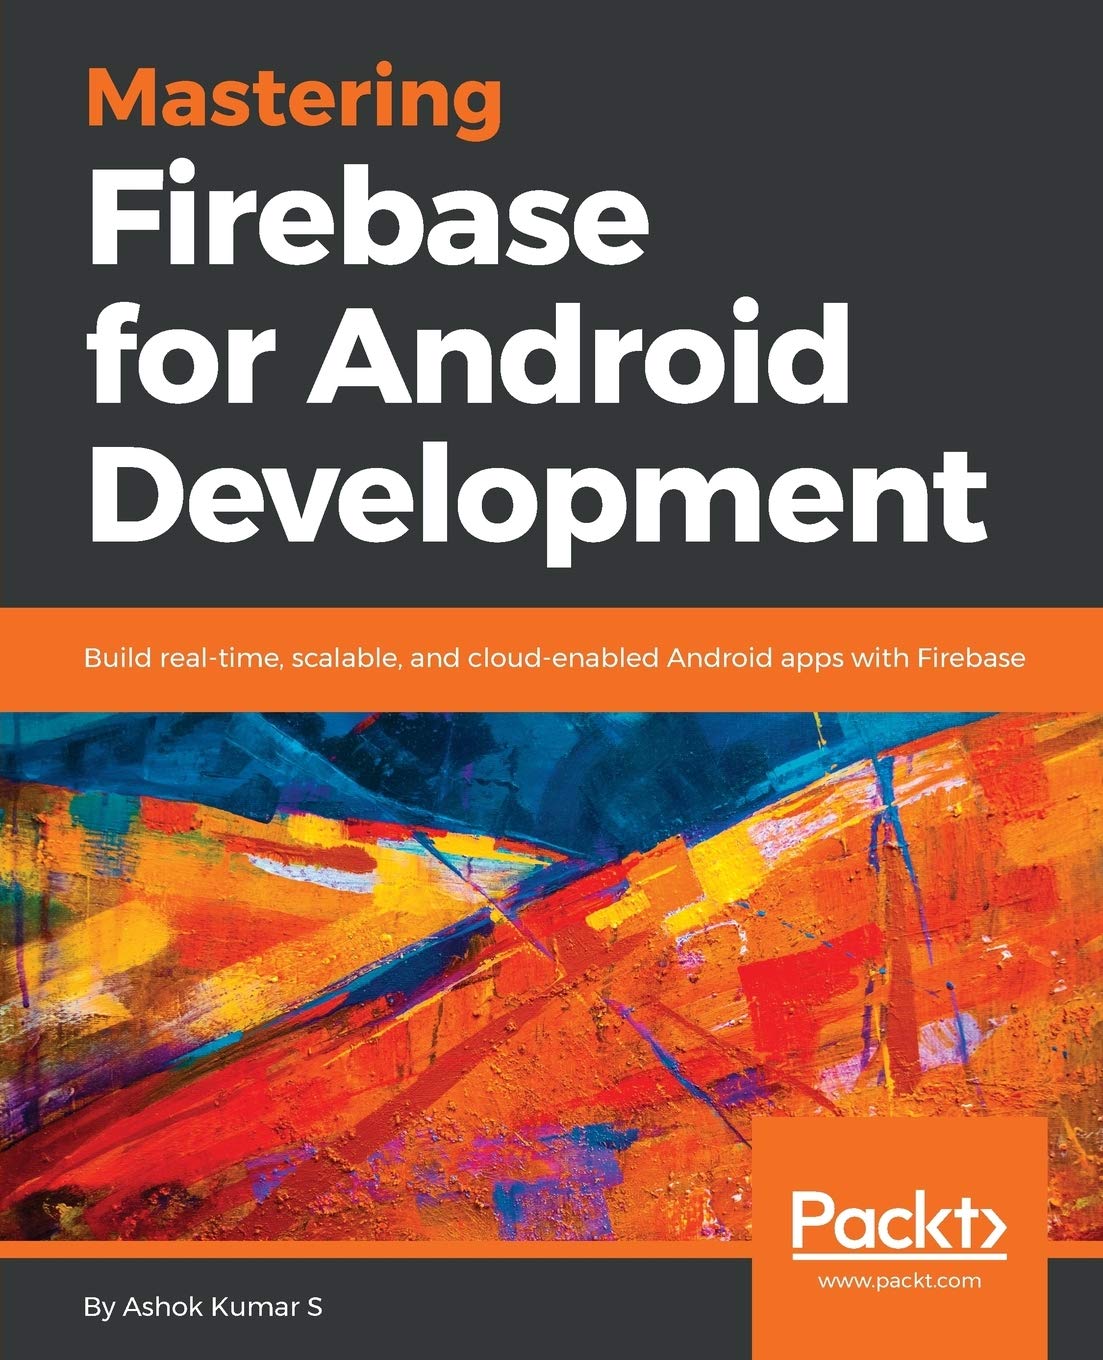 Mastering
Firebase
for Android
Development
Build real-time, scalable, and cloud-enabled Android apps with Firebase
Packt>
www.packt.com
By Ashok Kumar S